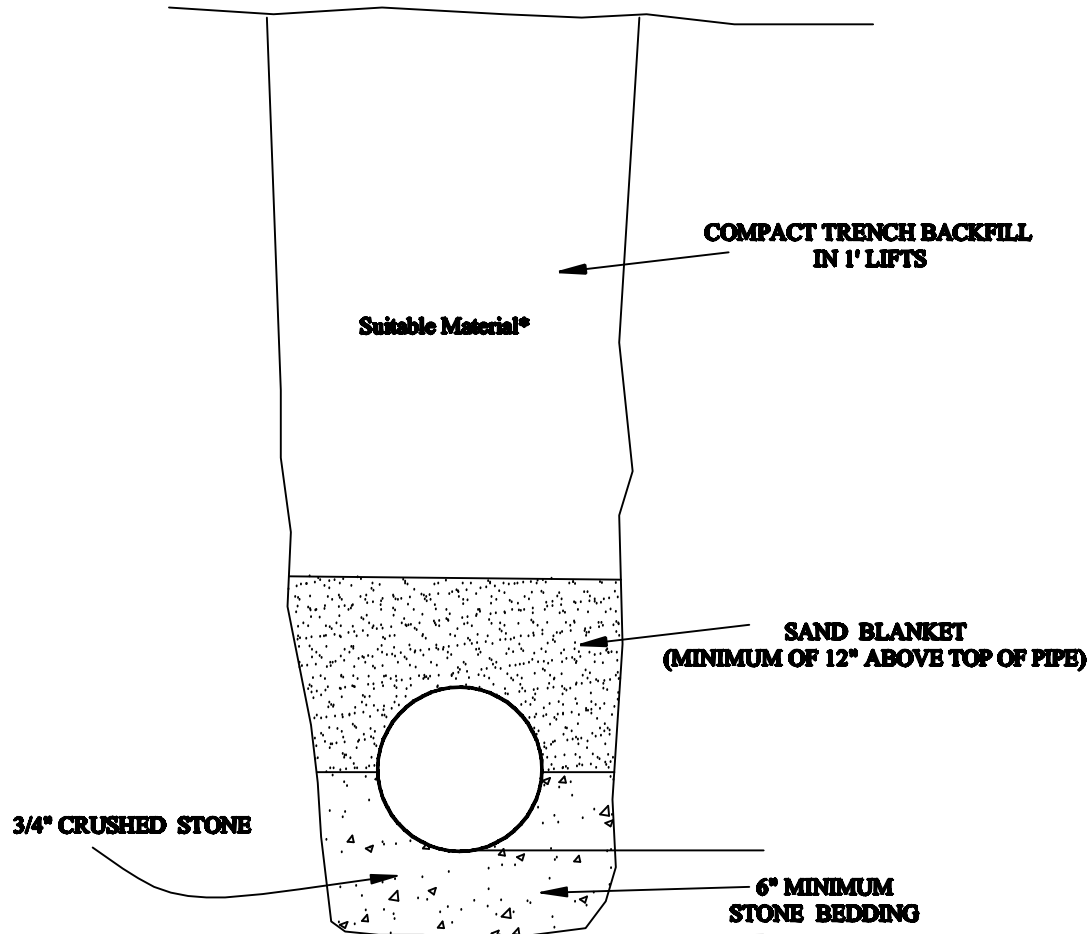 COMPACT TRENCH BACKFILL
IN 1' LIFTS
Suitable Material*
SAND BLANKET
(MINIMUM OF 12" ABOVE TOP OF PIPE)
3/4" CRUSHED STONE
6" MINIMUM
STONE BEDDING